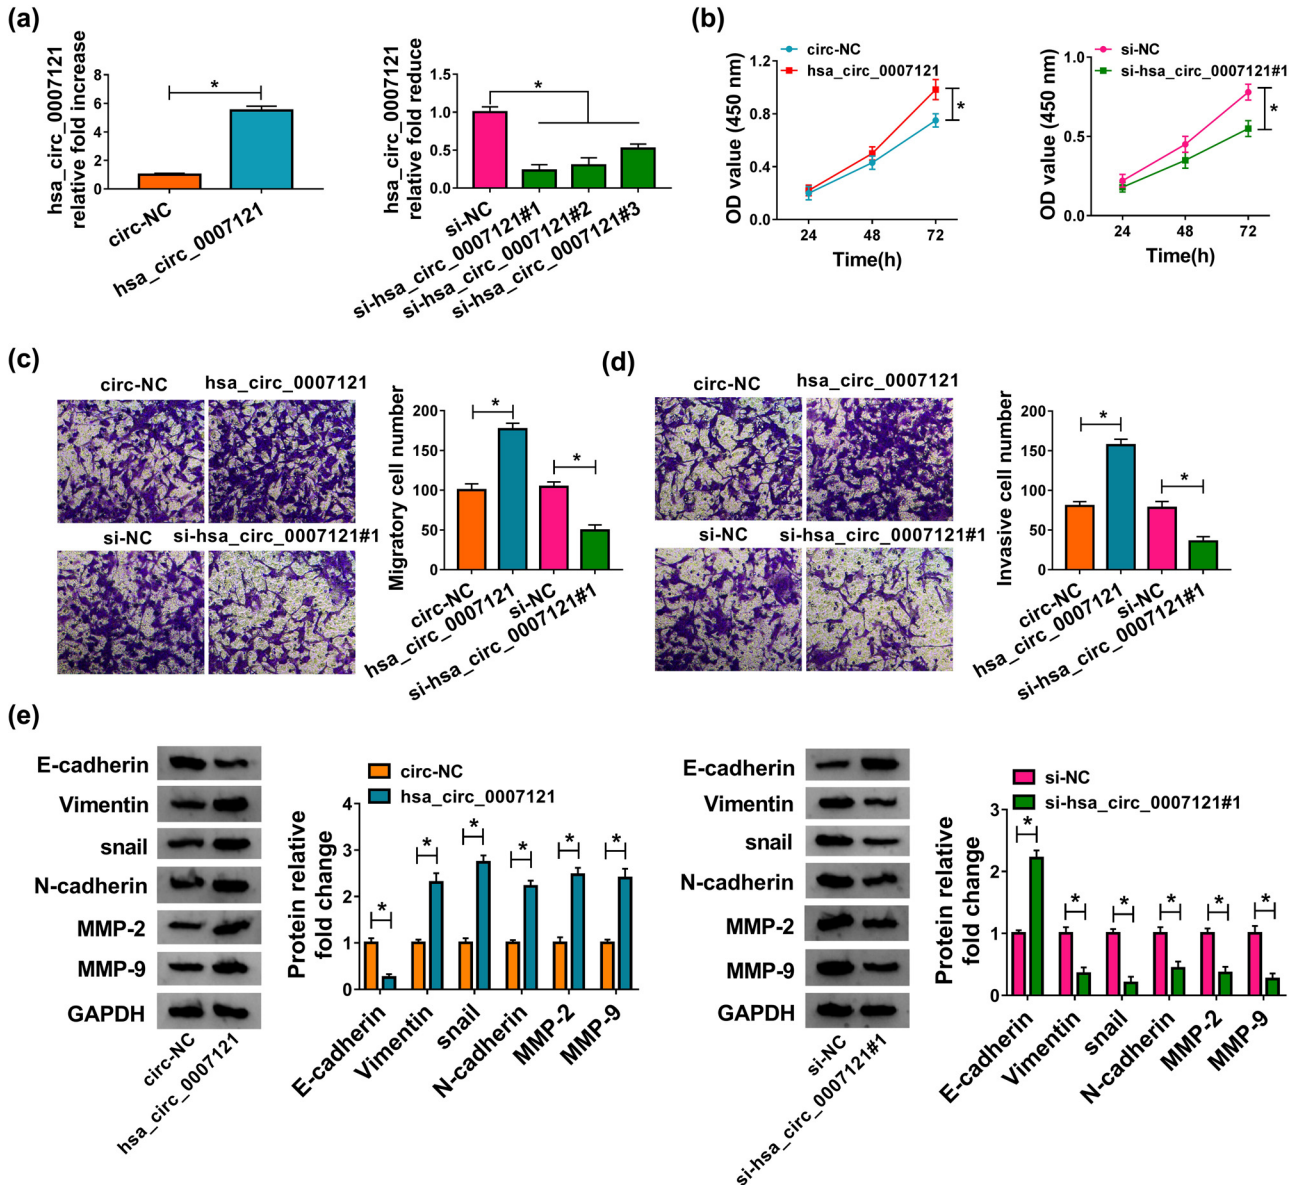 (a)
hsa_circ_0007121
relative fold increase
8
6
4
2
0
*
circ-NC
hsa_circ_0007121
hsa_circ_0007121
relative fold reduce
1.5
1.0
0.5
0.0
*
si-NC
si-hsa_circ_0007121#1
si-hsa_circ_0007121#2
si-hsa_circ_0007121#3
(b)
circ-NC
hsa_circ_0007121
OD value (450 nm)
1.2
0.8
0.4
0.0
*
24 48 72
Time(h)
si-NC
si-hsa_circ_0007121#1
OD value (450 nm)
1.0
0.5
0.0
*
24 48 72
Time(h)
(c)
circ-NC
hsa_circ_0007121
si-NC
si-hsa_circ_0007121#1
Migratory cell number
200
150
100
50
0
*
*
circ-NC
hsa_circ_0007121
si-NC
si-hsa_circ_0007121#1
(d)
circ-NC
hsa_circ_0007121
si-NC
si-hsa_circ_0007121#1
Invasive cell number
200
150
100
50
0
*
*
circ-NC
hsa_circ_0007121
si-NC
si-hsa_circ_0007121#1
(e)
E-cadherin
Vimentin
snail
N-cadherin
MMP-2
MMP-9
GAPDH
circ-NC
hsa_circ_0007121
circ-NC
hsa_circ_0007121
Protein relative
fold change
4
3
2
1
0
* * * * * *
E-cadherin
Vimentin
snail
N-cadherin
MMP-2
MMP-9
E-cadherin
Vimentin
snail
N-cadherin
MMP-2
MMP-9
GAPDH
si-NC
si-hsa_circ_0007121#1
si-NC
si-hsa_circ_0007121#1
Protein relative
fold change
3
2
1
0
* * * * * *
E-cadherin
Vimentin
snail
N-cadherin
MMP-2
MMP-9